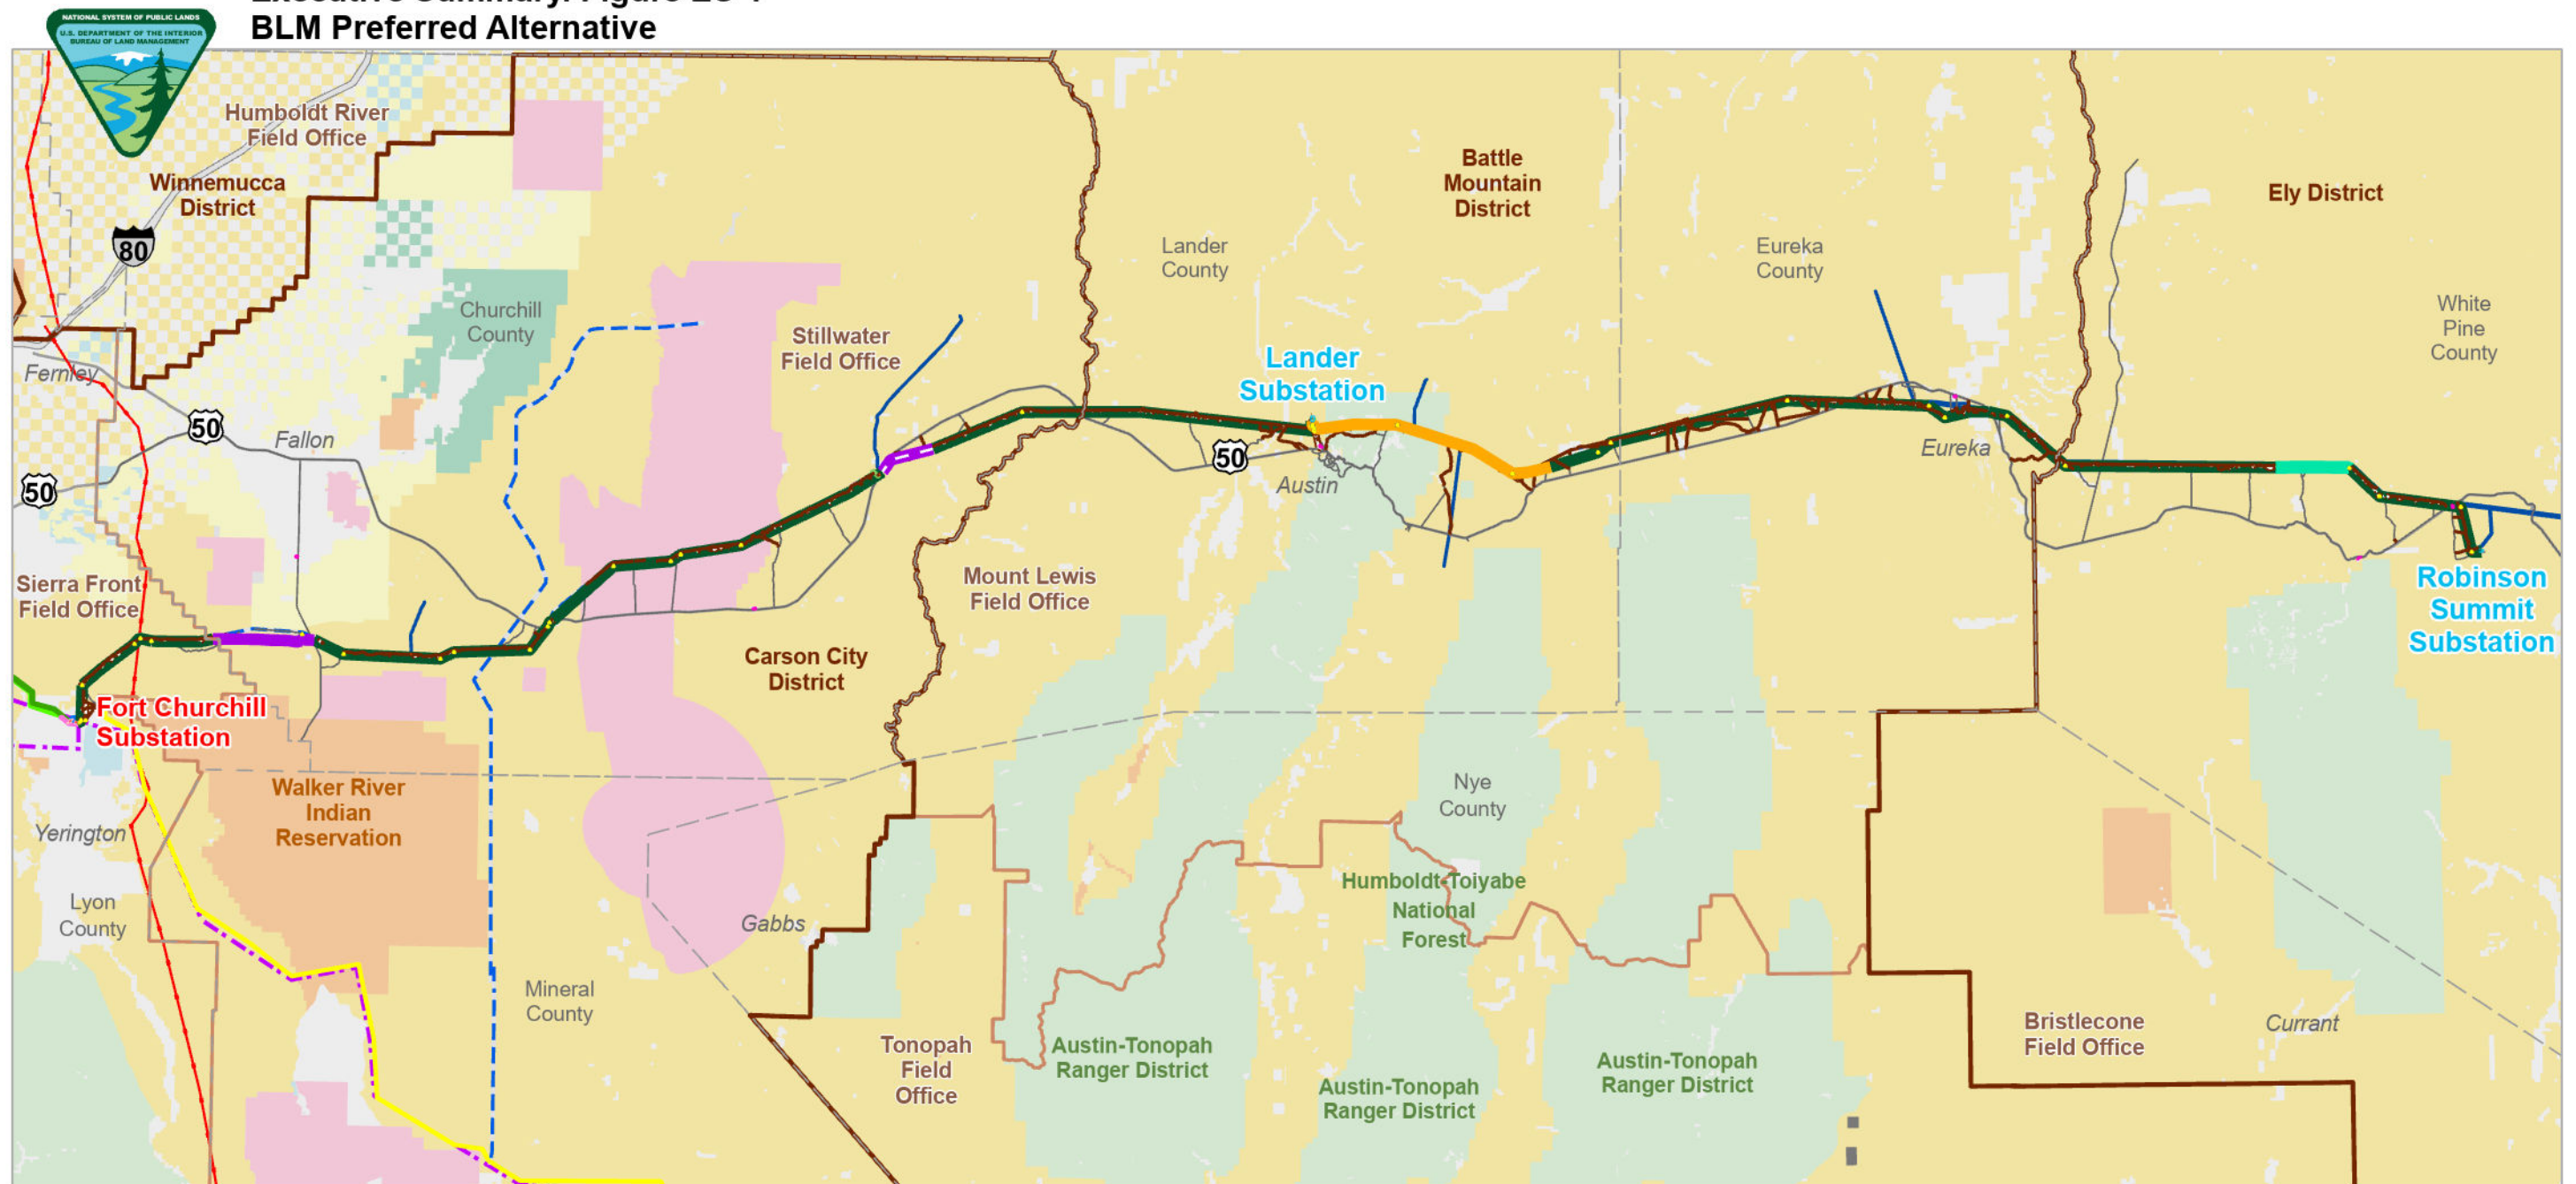 Executive Summary: Figure ES-1
BLM Preferred Alternative
NATIONAL SYSTEM OF PUBLIC LANDS
U.S. DEPARTMENT OF THE INTERIOR
BUREAU OF LAND MANAGEMENT
Humboldt River
Field Office
Winnemucca
District
80
Battle
Mountain
District
Ely District
Lander
County
Eureka
County
White
Pine
County
Churchill
County
Stillwater
Field Office
Lander
Substation
Fernley
50
Fallon
50
50
Austin
Eureka
Sierra Front
Field Office
Mount Lewis
Field Office
Robinson
Summit
Substation
Carson City
District
Fort Churchill
Substation
Walker River
Indian
Reservation
Nye
County
Yerington
Humboldt-Toiyabe
National
Forest
Lyon
County
Gabbs
Mineral
County
Tonopah
Field
Office
Austin-Tonopah
Ranger District
Austin-Tonopah
Ranger District
Austin-Tonopah
Ranger District
Bristlecone
Field Office
Currant